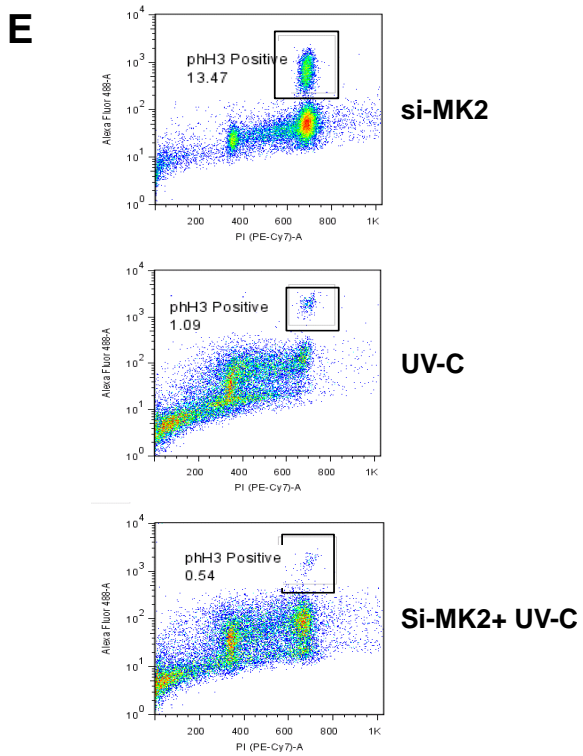 E
phH3 Positive
13.47
10^4
10^3
10^2
10^1
10^0
Alexa Fluor 488-A
200 400 600 800 1K
PI (PE-Cy7)-A
si-MK2
phH3 Positive
1.09
10^4
10^3
10^2
10^1
10^0
Alexa Fluor 488-A
200 400 600 800 1K
PI (PE-Cy7)-A
UV-C
phH3 Positive
0.54
10^4
10^3
10^2
10^1
10^0
Alexa Fluor 488-A
200 400 600 800 1K
PI (PE-Cy7)-A
Si-MK2+ UV-C